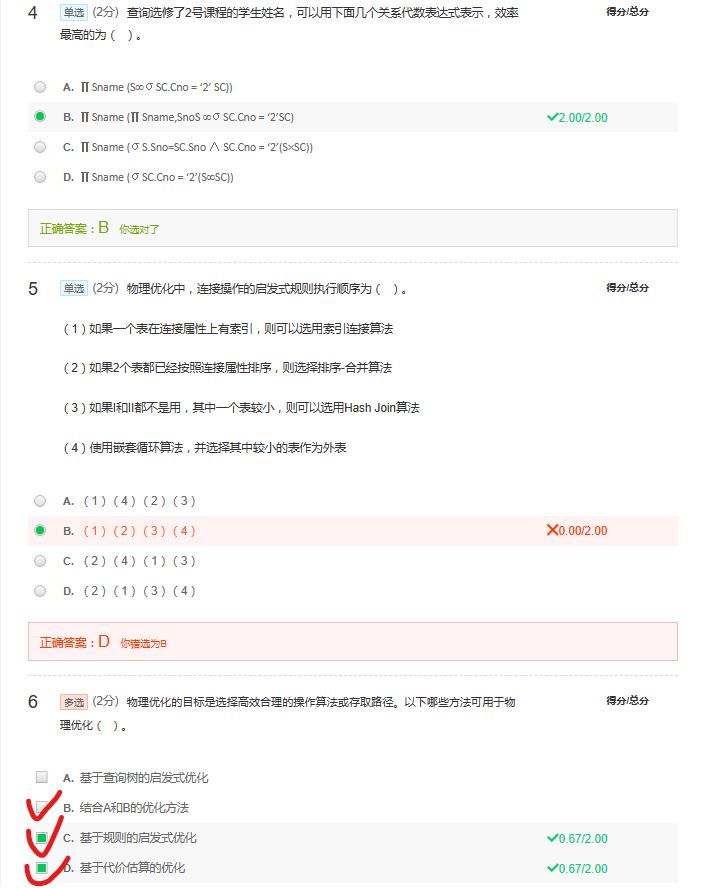 4 单选 (2分) 查询选修了2号课程的学生姓名，可以用下面几个关系代数表达式表示，效率 得分/总分
最高的为（ ）。
A. ∏ Sname (S∞σ SC.Cno = ‘2’ SC))
B. ∏ Sname (∏ Sname,SnoS ∞σ SC.Cno = ‘2’SC) 2.00/2.00
C. ∏ Sname (σ S.Sno=SC.Sno ∧ SC.Cno = ‘2’(S×SC))
D. ∏ Sname (σ SC.Cno = ‘2’(S∞SC))
正确答案：B 你选对了
5 单选 (2分) 物理优化中，连接操作的启发式规则执行顺序为（ ）。 得分/总分
（1）如果一个表在连接属性上有索引，则可以选用索引连接算法
（2）如果2个表都已经按照连接属性排序，则选择排序-合并算法
（3）如果I和II都不是用，其中一个表较小，则可以选用Hash Join算法
（4）使用嵌套循环算法，并选择其中较小的表作为外表
A. （1）（4）（2）（3）
B. （1）（2）（3）（4） 0.00/2.00
C. （2）（4）（1）（3）
D. （2）（1）（3）（4）
正确答案：D 你错选为B
6 多选 (2分) 物理优化的目标是选择高效合理的操作算法或存取路径。以下哪些方法可用于物 得分/总分
理优化（ ）。
A. 基于查询树的启发式优化
B. 结合A和B的优化方法
C. 基于规则的启发式优化 0.67/2.00
D. 基于代价估算的优化 0.67/2.00